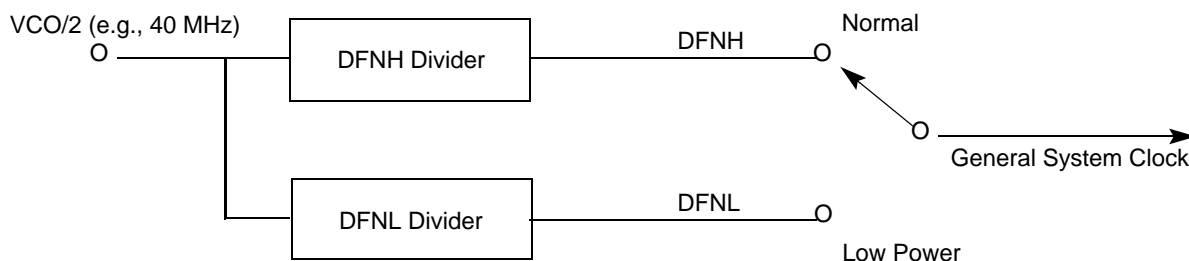 VCO/2 (e.g., 40 MHz)
O
DFNH Divider
DFNH
O
Normal
O
General System Clock
DFNL Divider
DFNL
O
Low Power